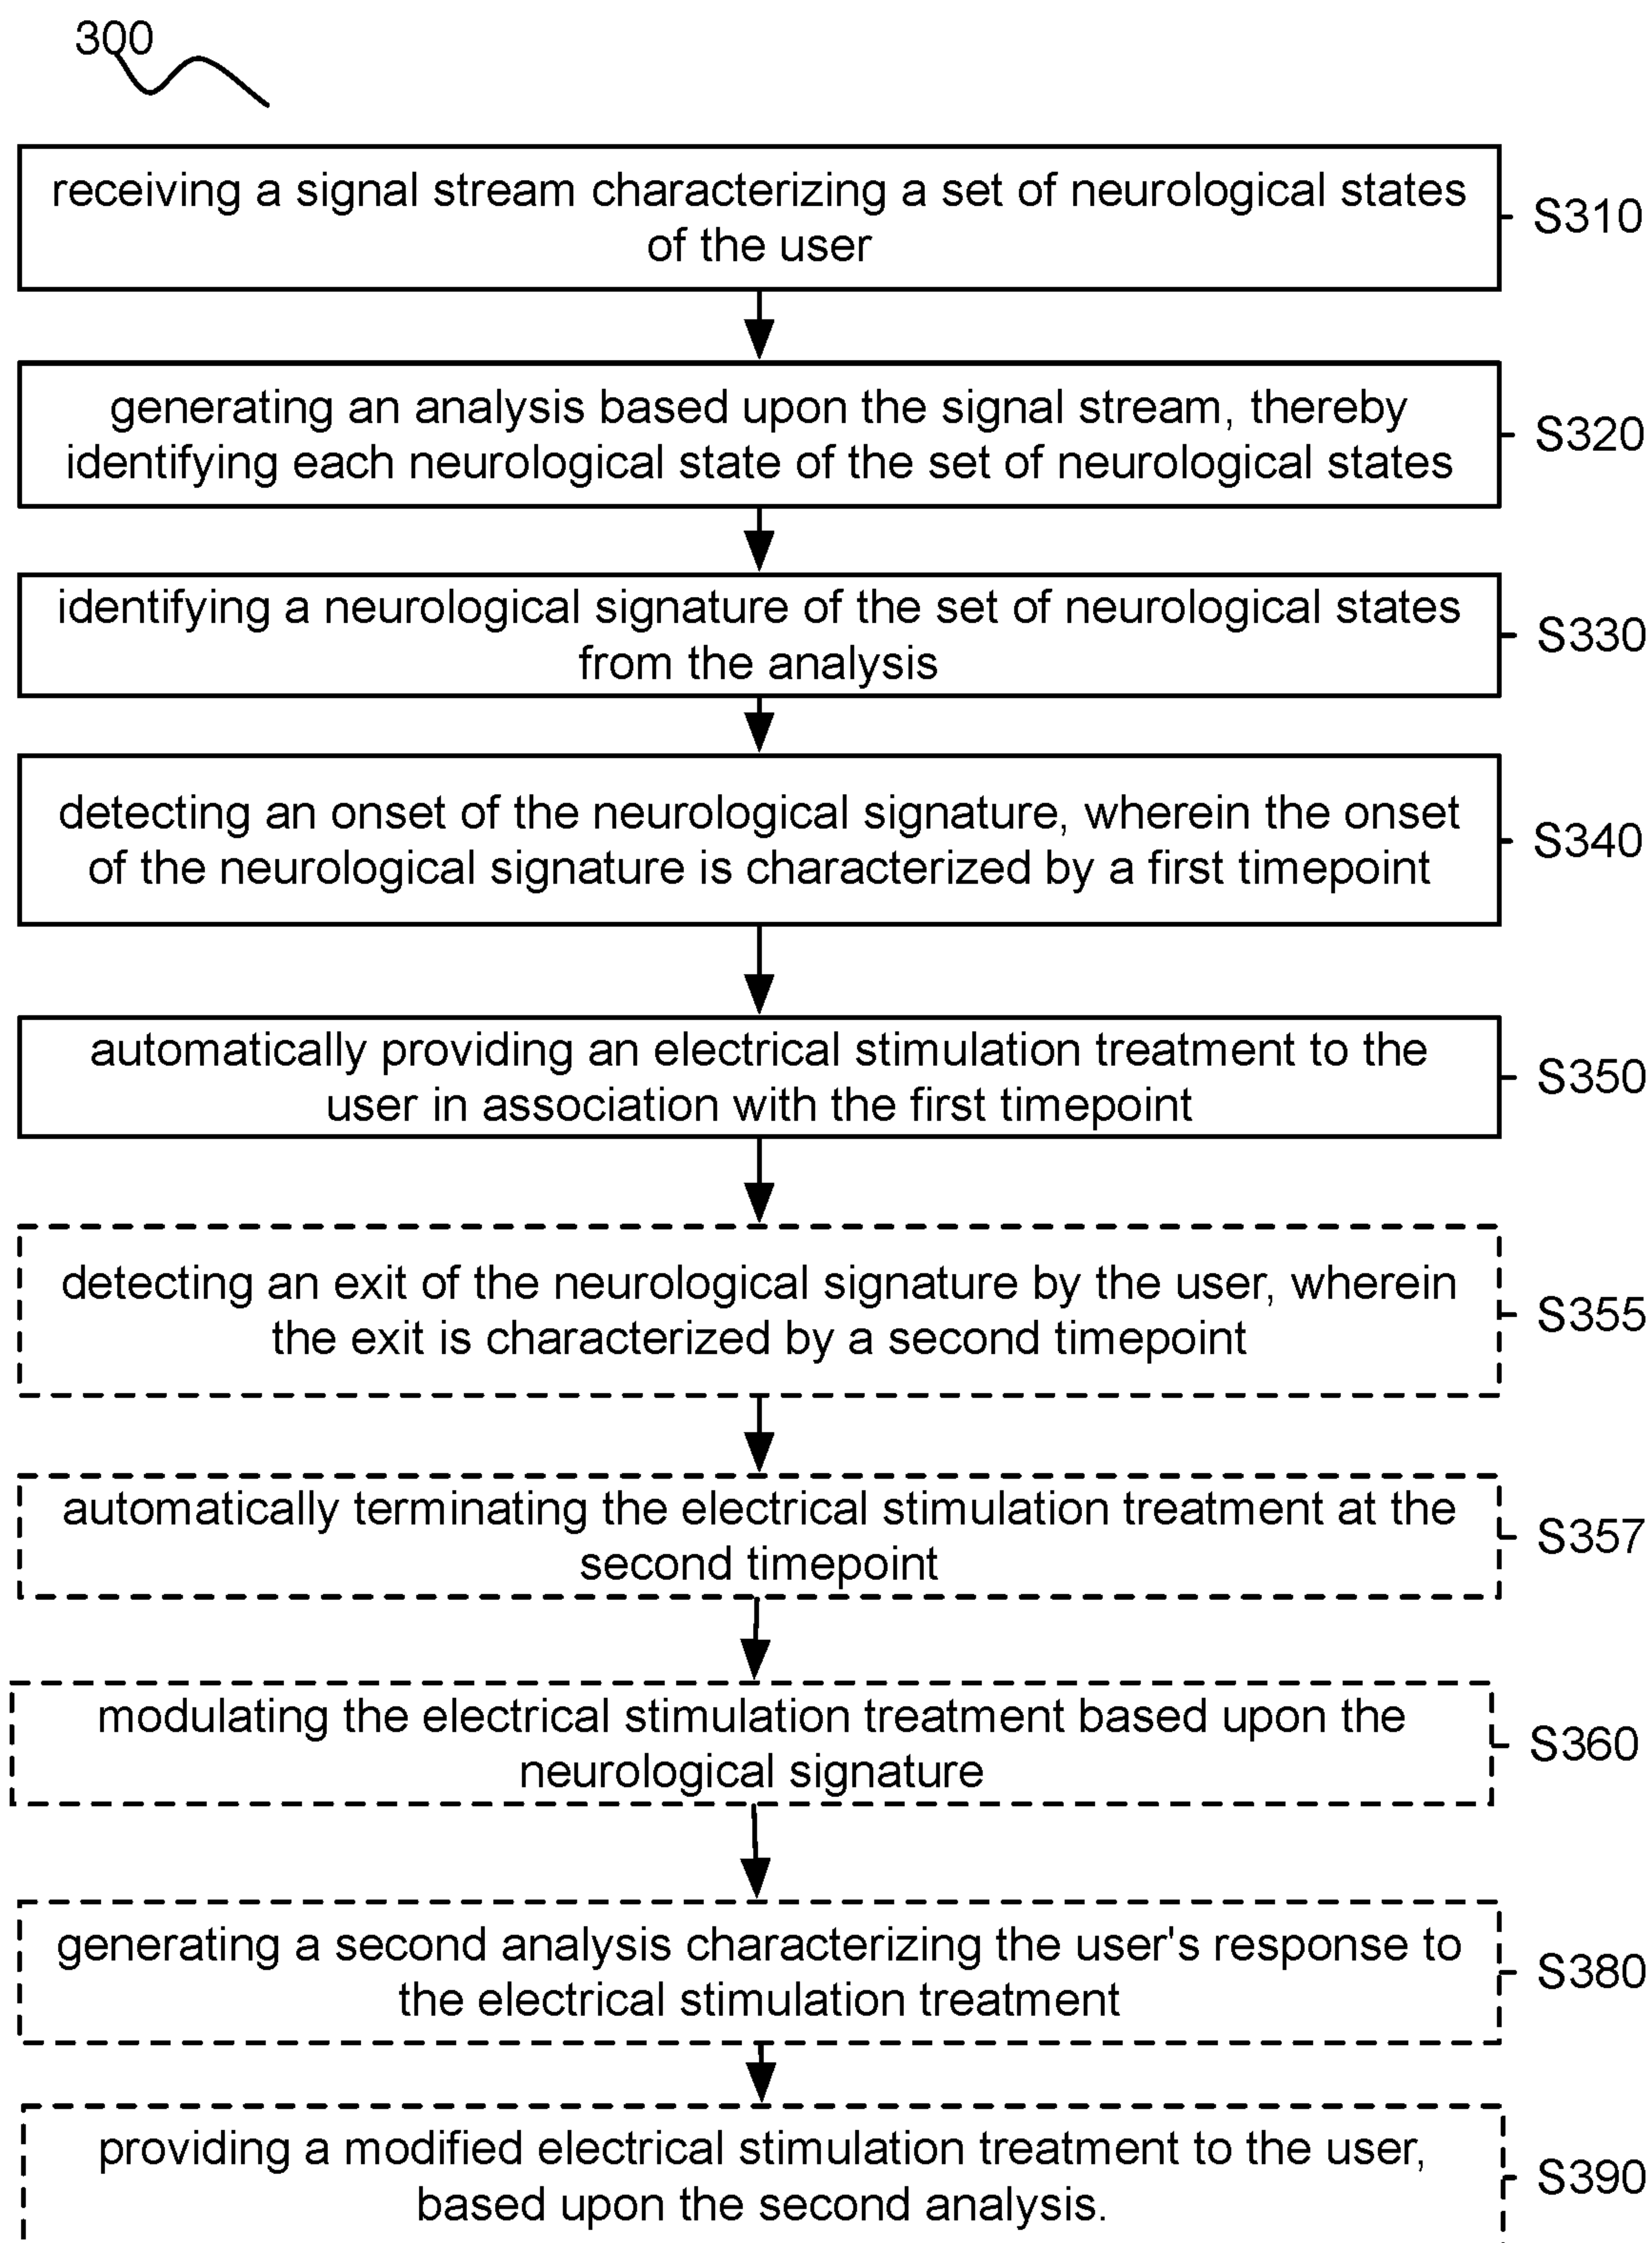 300
receiving a signal stream characterizing a set of neurological states
of the user
S310
generating an analysis based upon the signal stream, thereby
identifying each neurological state of the set of neurological states
S320
identifying a neurological signature of the set of neurological states
from the analysis
S330
detecting an onset of the neurological signature, wherein the onset
of the neurological signature is characterized by a first timepoint
S340
automatically providing an electrical stimulation treatment to the
user in association with the first timepoint
S350
detecting an exit of the neurological signature by the user, wherein
the exit is characterized by a second timepoint
S355
automatically terminating the electrical stimulation treatment at the
second timepoint
S357
modulating the electrical stimulation treatment based upon the
neurological signature
S360
generating a second analysis characterizing the user's response to
the electrical stimulation treatment
S380
providing a modified electrical stimulation treatment to the user,
based upon the second analysis.
S390